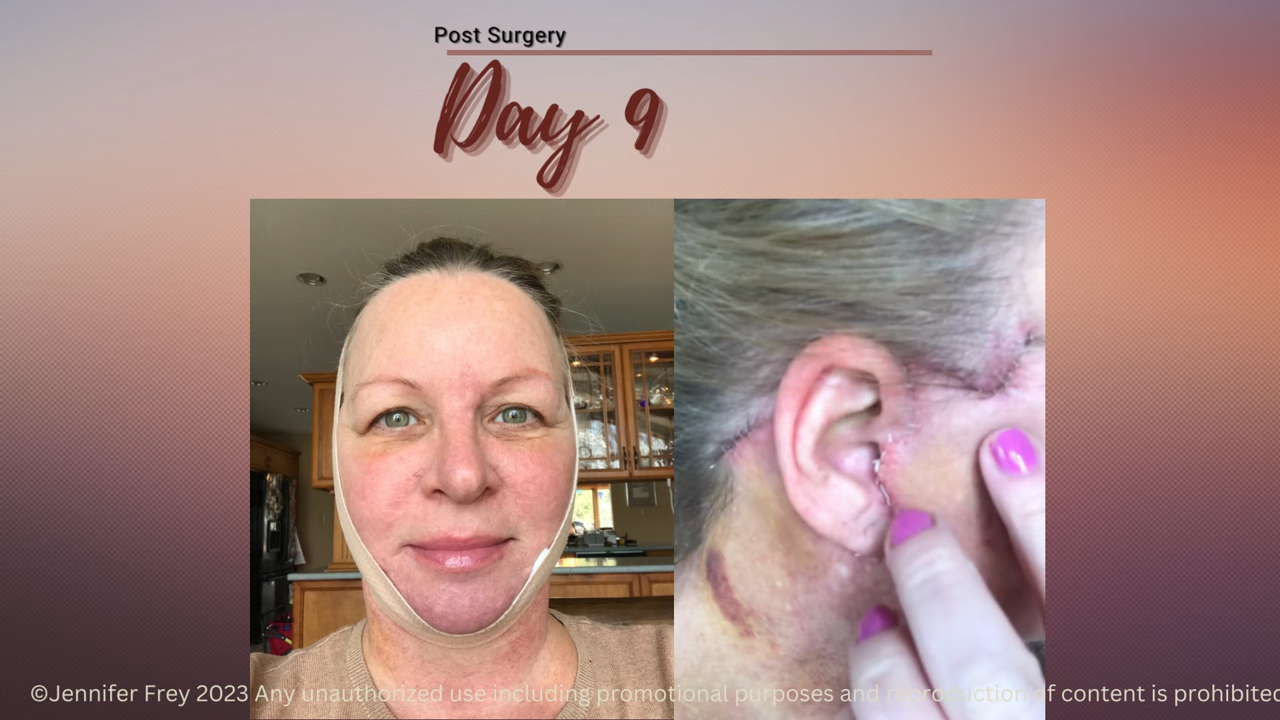 Post Surgery
Day 9
©Jennifer Frey 2023 Any unauthorized use including promotional purposes and reproduction of content is prohibited